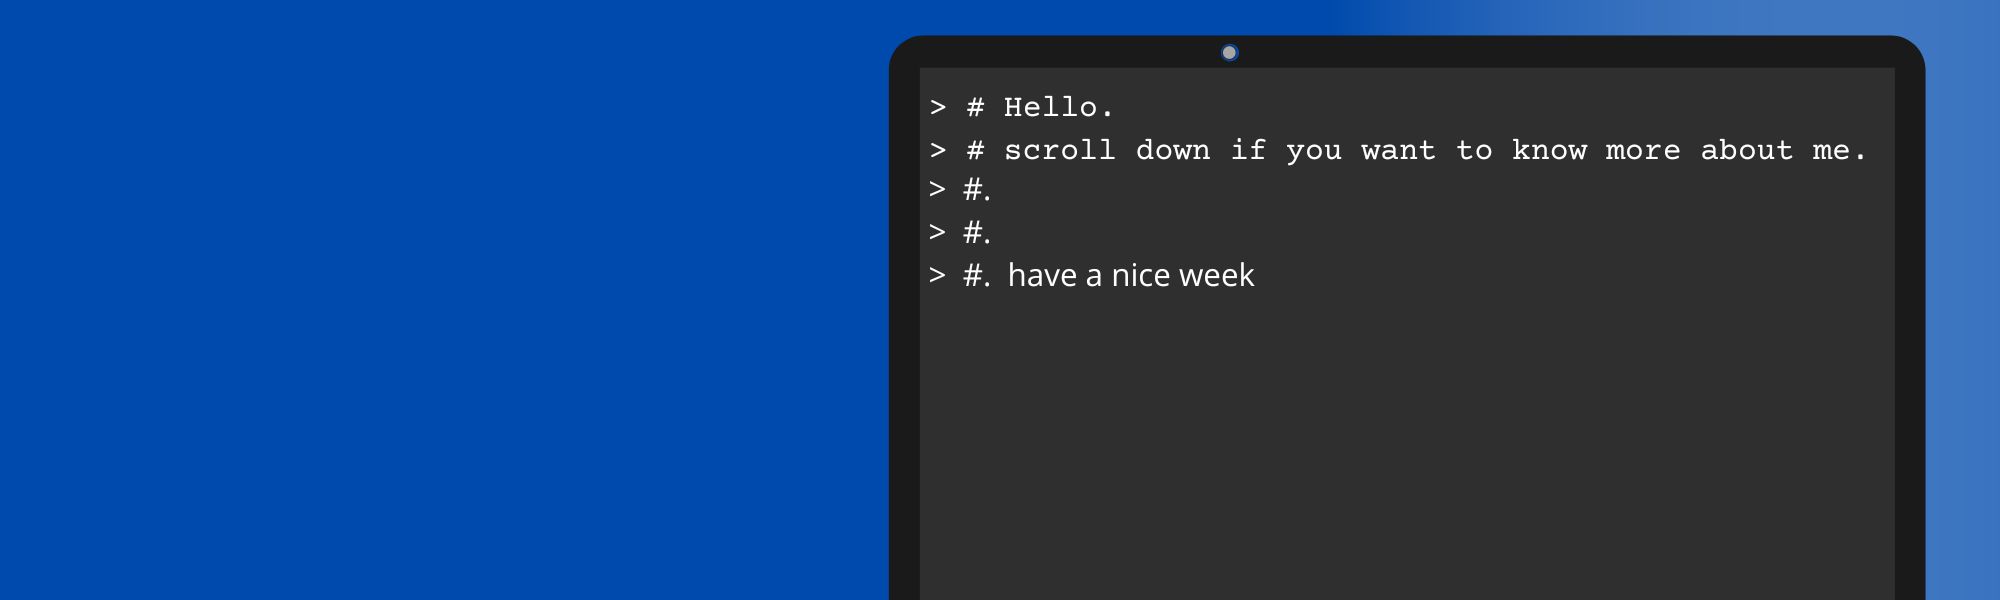 > # Hello.
> # scroll down if you want to know more about me.
> #.
> #.
> #. have a nice week